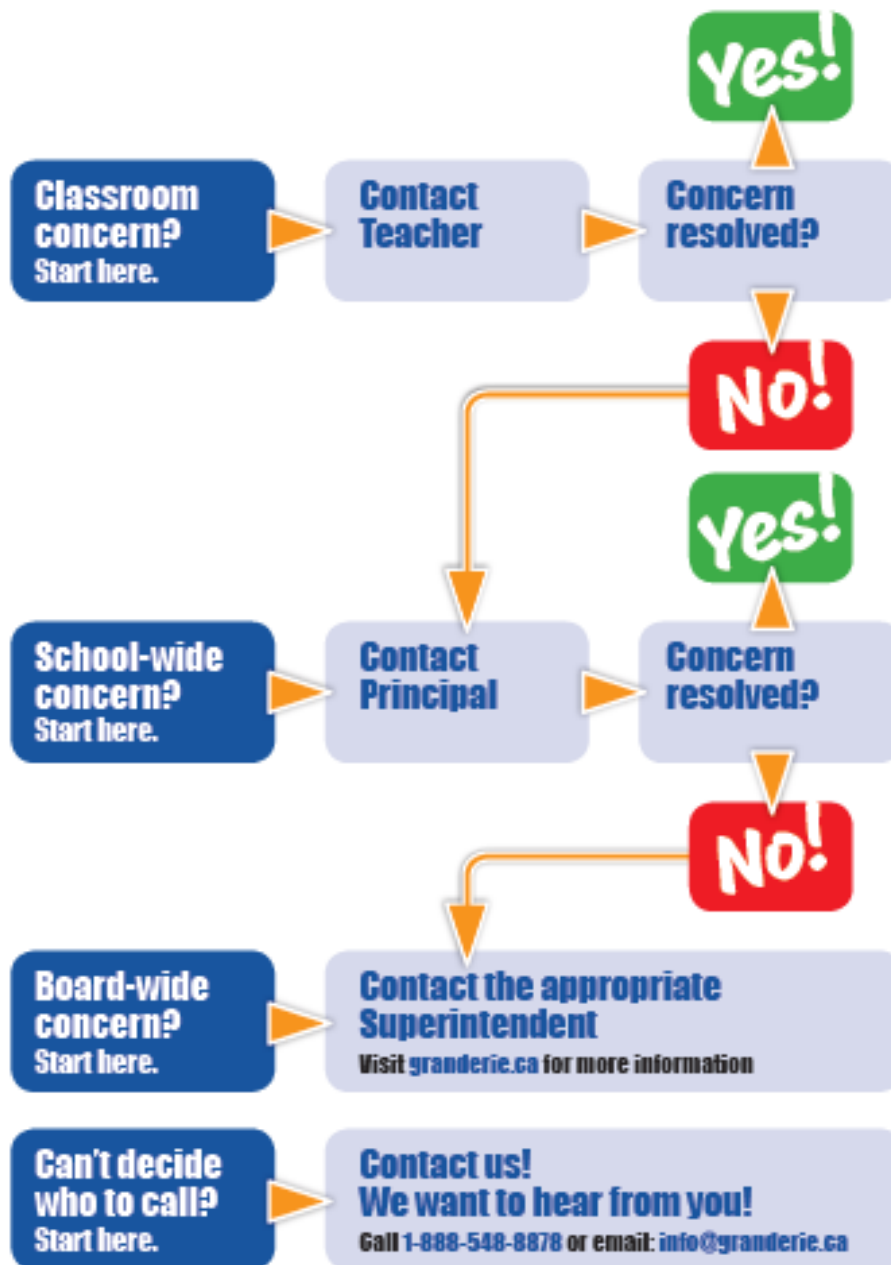 Yes!
Classroom
concern?
Start here.
Contact
Teacher
Concern
resolved?
No!
Yes!
School-wide
concern?
Start here.
Contact
Principal
Concern
resolved?
No!
Board-wide
concern?
Start here.
Contact the appropriate
Superintendent
Visit granderie.ca for more information
Can't decide
who to call?
Start here.
Contact us!
We want to hear from you!
Call 1-888-548-8878 or email: info@granderie.ca